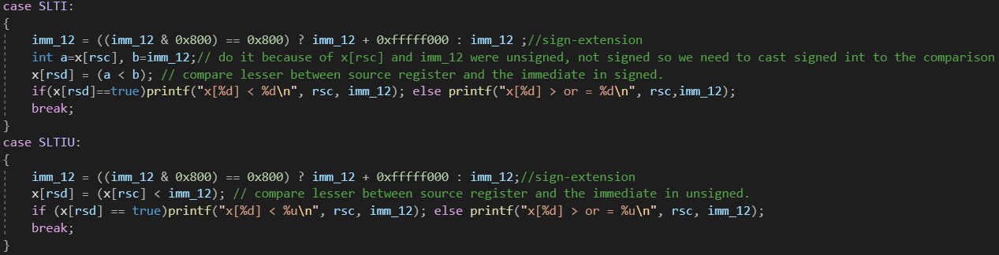 case SLTI:
{
    imm_12 = ((imm_12 & 0x800) == 0x800) ? imm_12 + 0xfffff000 : imm_12 ;//sign-extension
    int a=x[rsc], b=imm_12;// do it because of x[rsc] and imm_12 were unsigned, not signed so we need to cast signed int to the comparison
    x[rsd] = (a < b); // compare lesser between source register and the immediate in signed.
    if(x[rsd]==true)printf("x[%d] < %d\n", rsc, imm_12); else printf("x[%d] > or = %d\n", rsc,imm_12);
    break;
}
case SLTIU:
{
    imm_12 = ((imm_12 & 0x800) == 0x800) ? imm_12 + 0xfffff000 : imm_12;//sign-extension
    x[rsd] = (x[rsc] < imm_12); // compare lesser between source register and the immediate in unsigned.
    if (x[rsd] == true)printf("x[%d] < %u\n", rsc, imm_12); else printf("x[%d] > or = %u\n", rsc, imm_12);
    break;
}